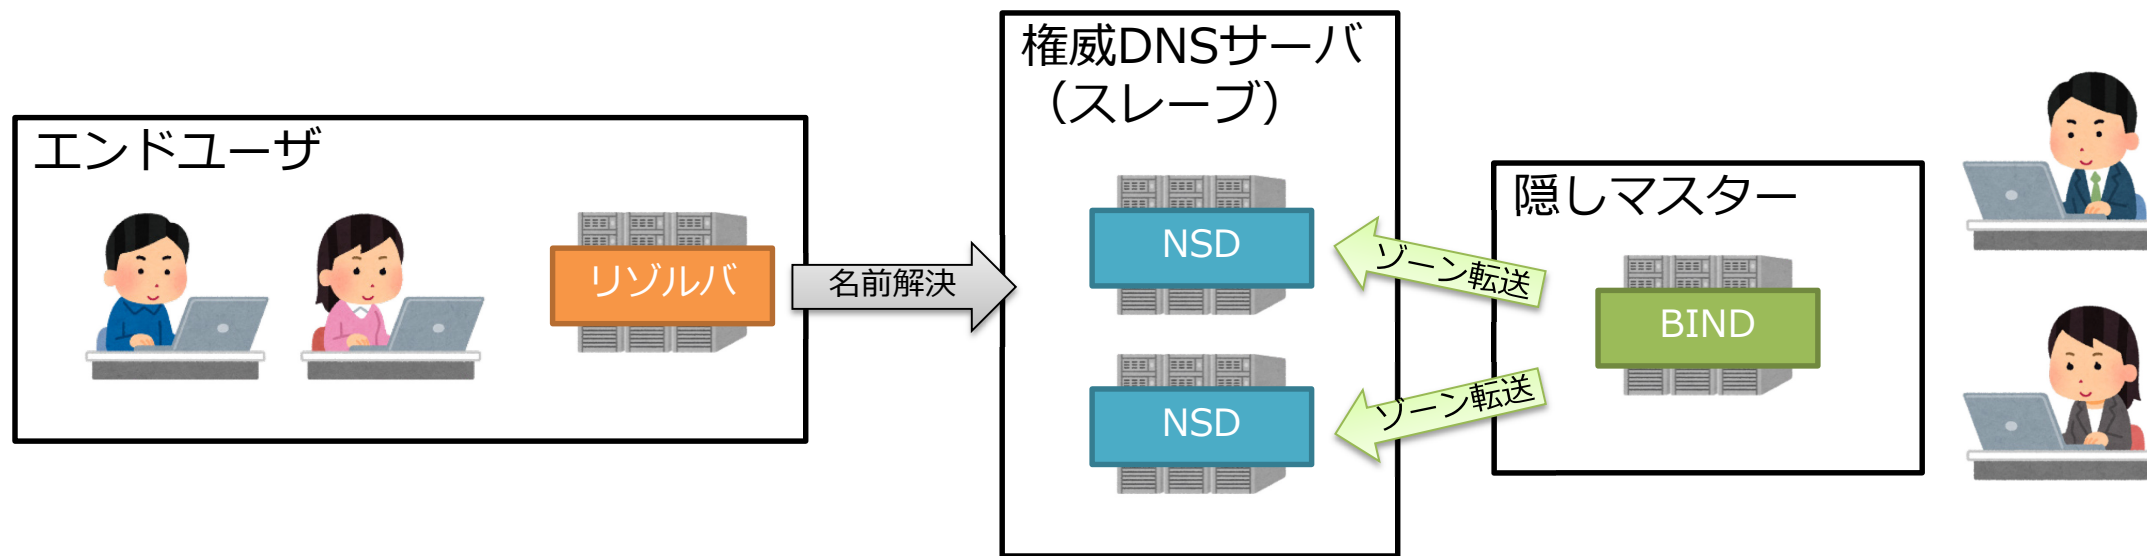 エンドユーザ
リゾルバ
名前解決
権威DNSサーバ
（スレーブ）
NSD
NSD
ゾーン転送
ゾーン転送
隠しマスター
BIND